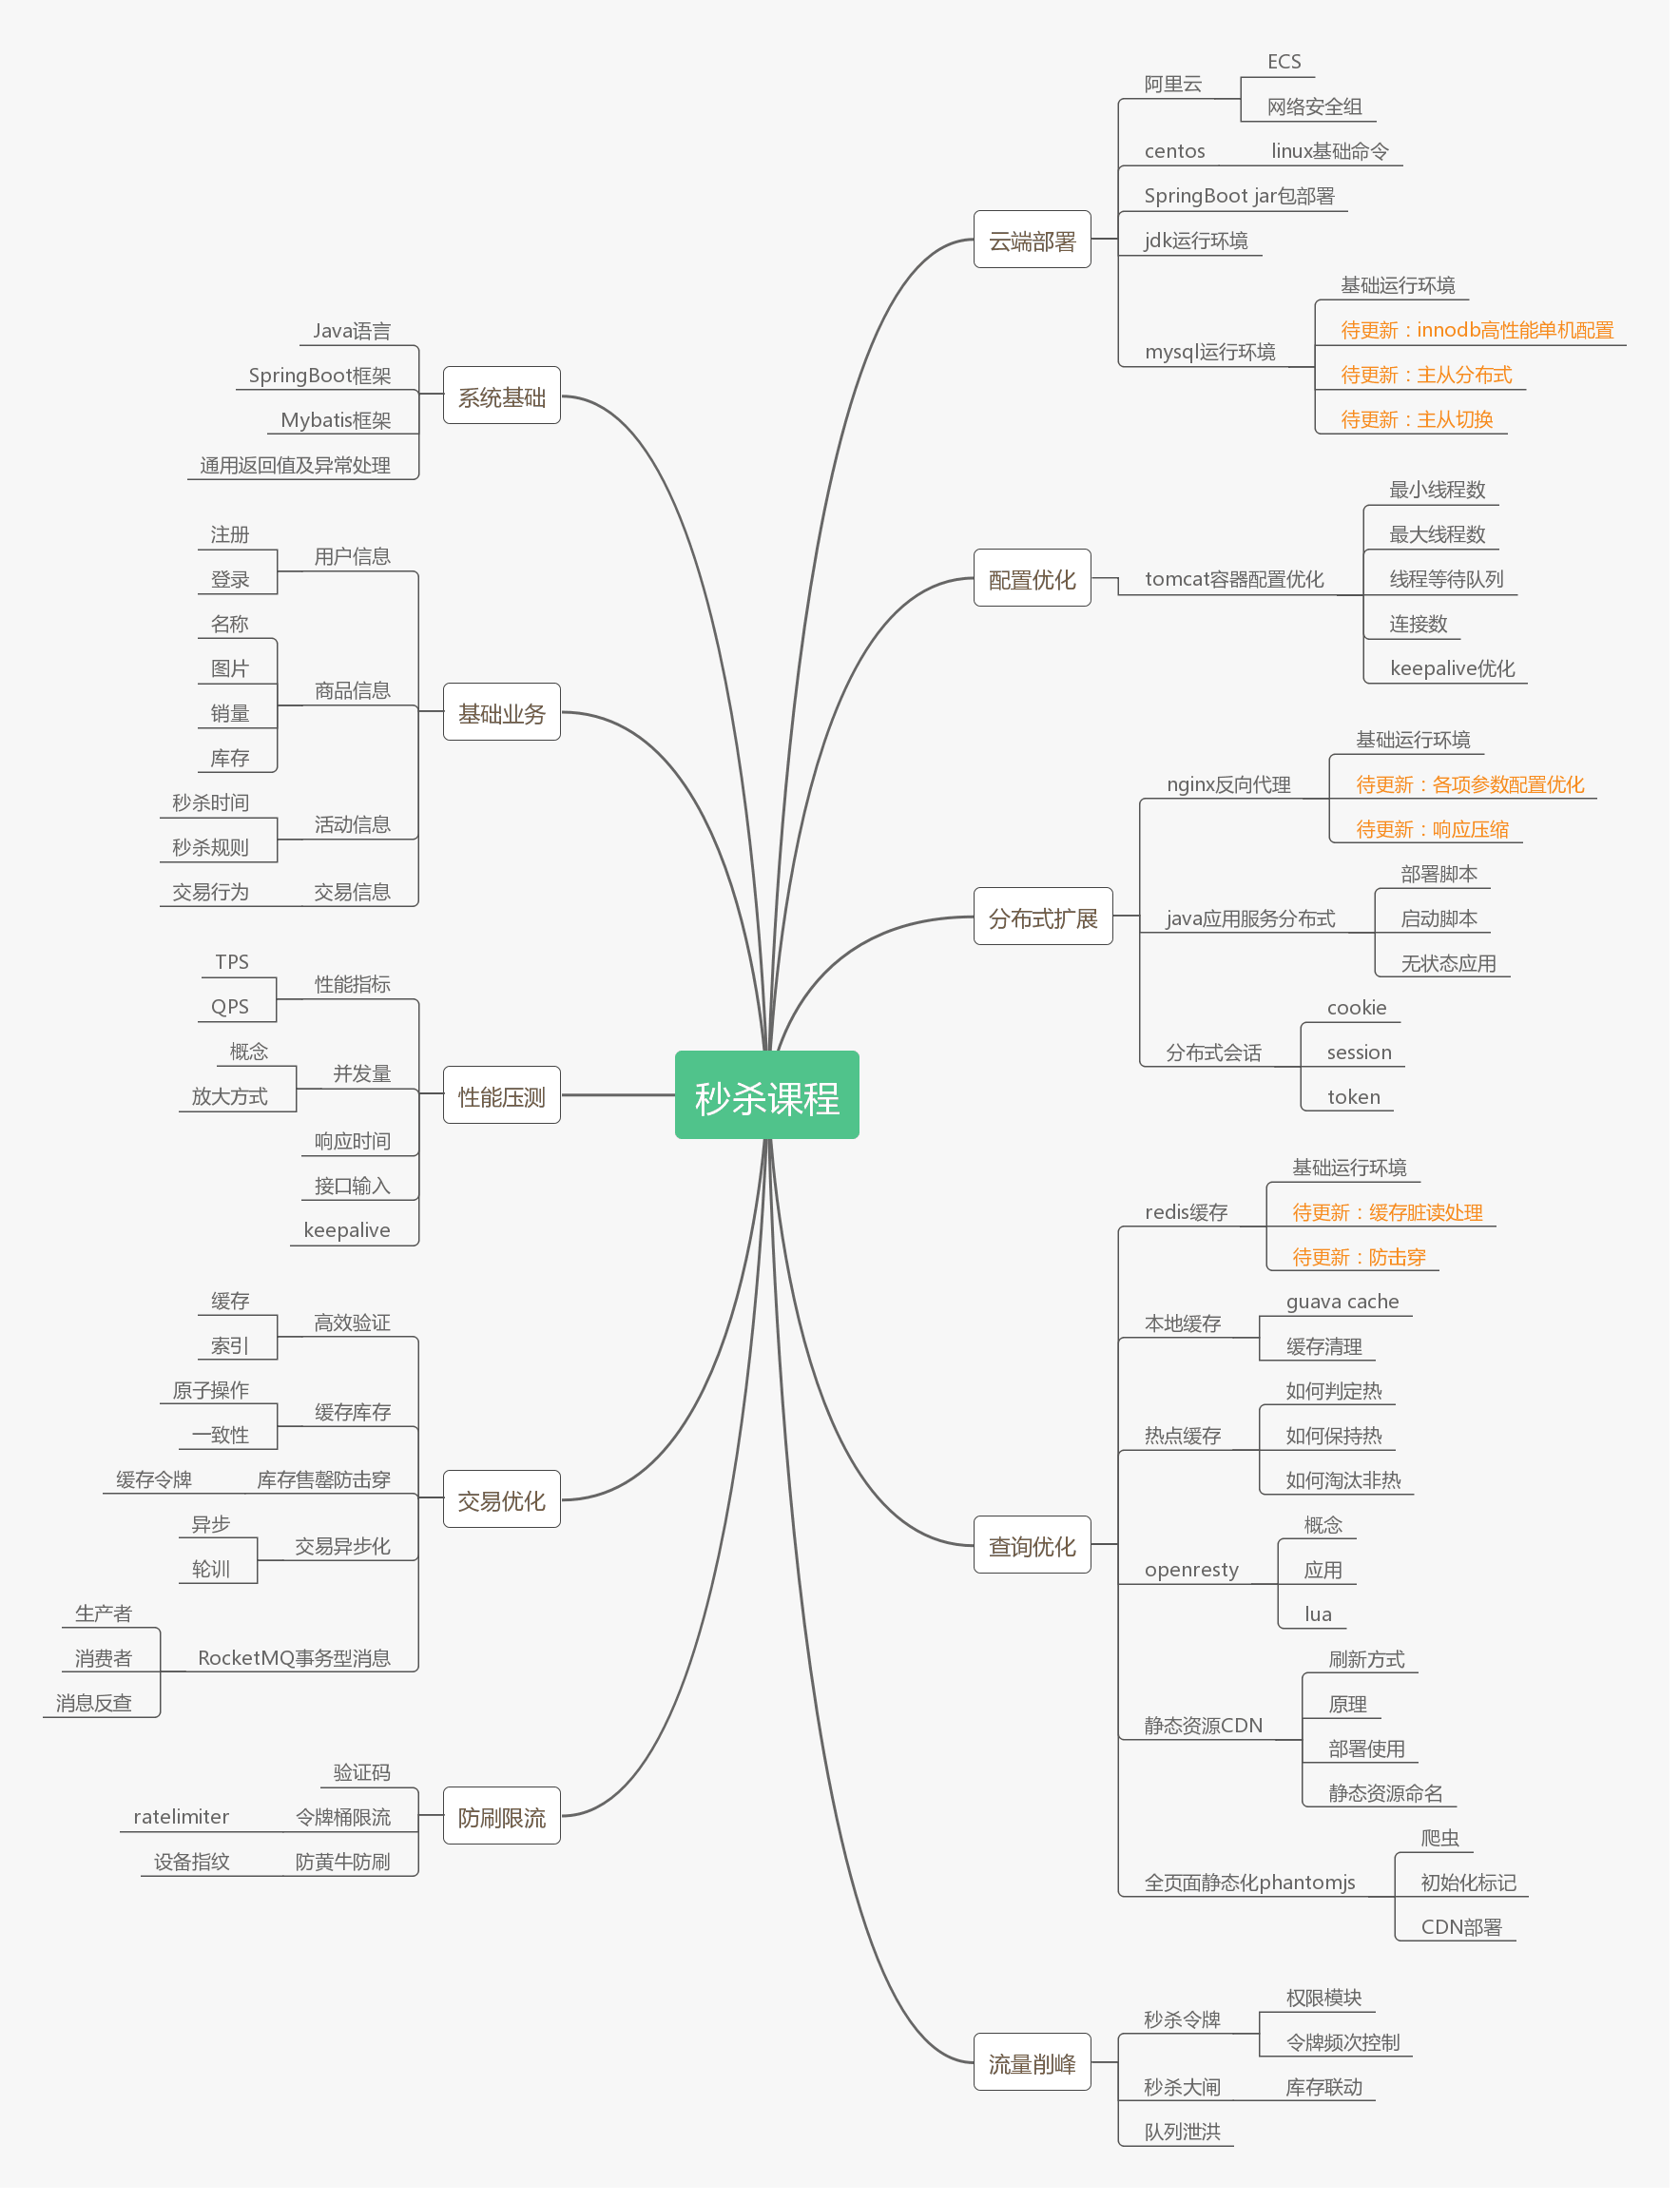 秒杀课程
系统基础
Java语言
SpringBoot框架
Mybatis框架
通用返回值及异常处理
基础业务
用户信息
注册
登录
商品信息
名称
图片
销量
库存
活动信息
秒杀时间
秒杀规则
交易信息
交易行为
性能压测
性能指标
TPS
QPS
并发量
概念
放大方式
响应时间
接口输入
keepalive
交易优化
高效验证
缓存
索引
缓存库存
原子操作
一致性
库存售罄防击穿
缓存令牌
交易异步化
异步
轮训
RocketMQ事务型消息
生产者
消费者
消息反查
防刷限流
验证码
令牌桶限流
ratelimiter
防黄牛防刷
设备指纹
云端部署
阿里云
ECS
网络安全组
centos
linux基础命令
SpringBoot jar包部署
jdk运行环境
mysql运行环境
基础运行环境
待更新：innodb高性能单机配置
待更新：主从分布式
待更新：主从切换
配置优化
tomcat容器配置优化
最小线程数
最大线程数
线程等待队列
连接数
keepalive优化
分布式扩展
nginx反向代理
基础运行环境
待更新：各项参数配置优化
待更新：响应压缩
java应用服务分布式
部署脚本
启动脚本
无状态应用
分布式会话
cookie
session
token
查询优化
redis缓存
基础运行环境
待更新：缓存脏读处理
待更新：防击穿
本地缓存
guava cache
缓存清理
热点缓存
如何判定热
如何保持热
如何淘汰非热
openresty
概念
应用
lua
静态资源CDN
刷新方式
原理
部署使用
静态资源命名
全页面静态化phantomjs
爬虫
初始化标记
CDN部署
流量削峰
秒杀令牌
权限模块
令牌频次控制
秒杀大闸
库存联动
队列泄洪